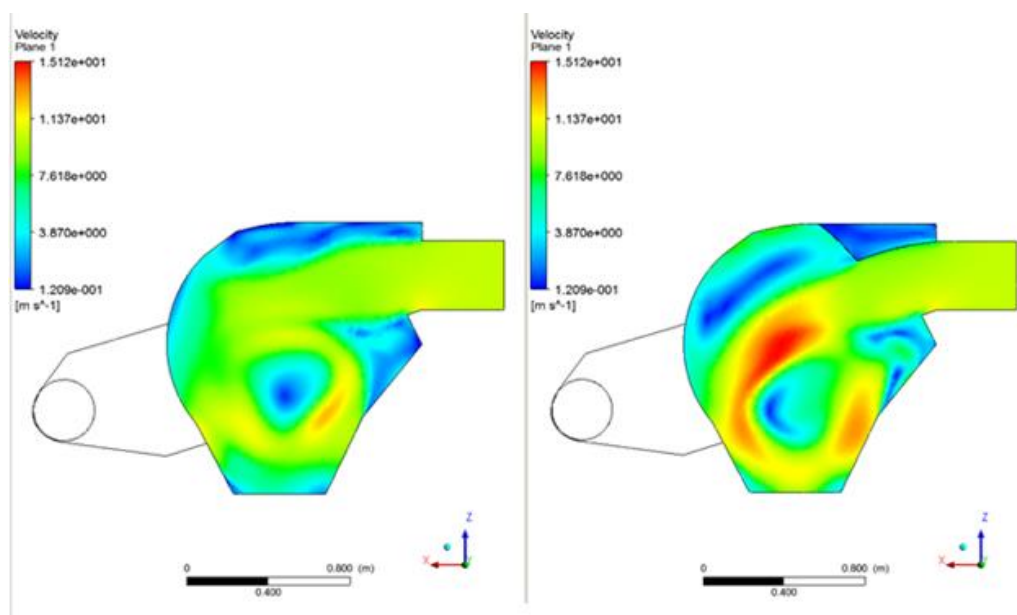 Velocity
Plane 1
1.512e+001
1.137e+001
7.618e+000
3.870e+000
1.209e-001
[m s^-1]
Z
X
Y
0
0.800 (m)
0.400
Velocity
Plane 1
1.512e+001
1.137e+001
7.618e+000
3.870e+000
1.209e-001
[m s^-1]
Z
X
Y
0
0.800 (m)
0.400